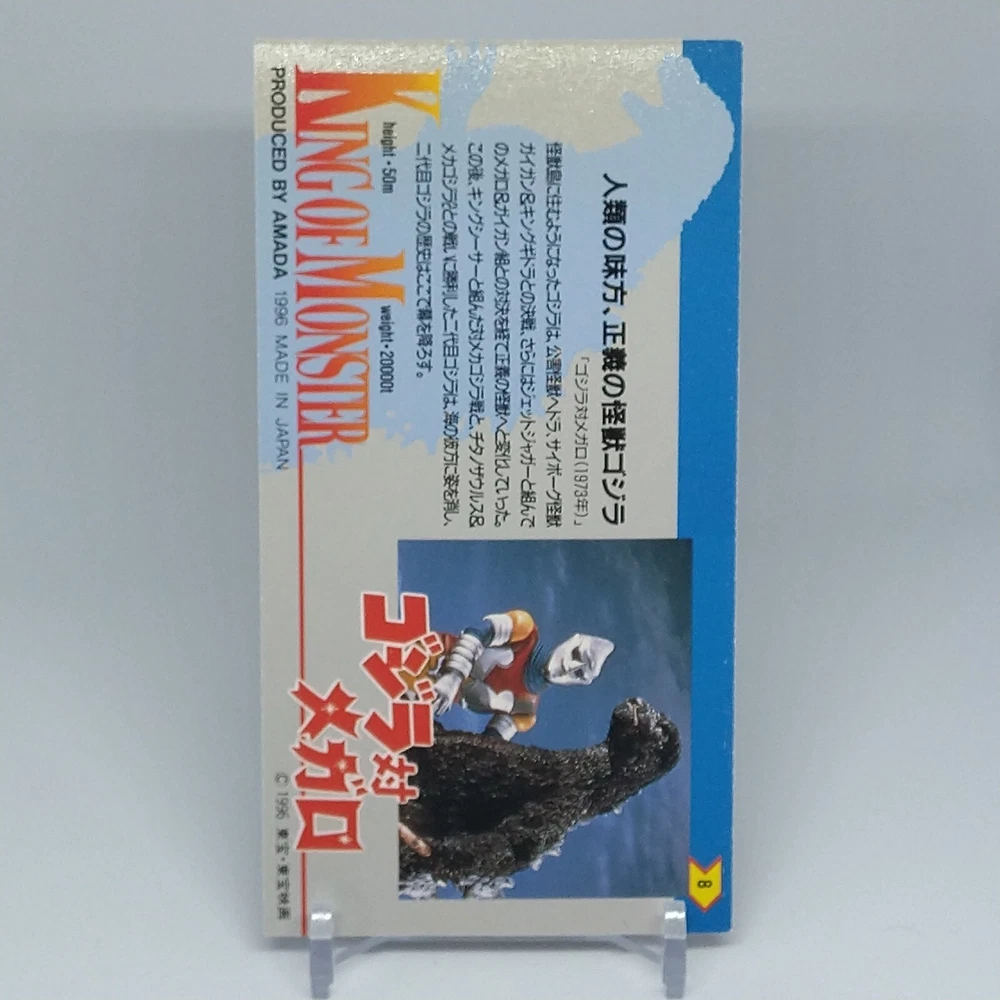 8
人類の味方、正義の怪獣ゴジラ
「ゴジラ対メガロ(1973年)」
怪獣島に住むようになったゴジラは、公害怪獣ヘドラ、サイボーグ怪獣
ガイガン&キングギドラとの決戦、さらにはジェットジャガーと組んで
のメガロ&ガイガン組との対決を経て正義の怪獣へと変化していった。
この後、キングシーサーと組んだ対メカゴジラ戦と、チタノザウルス&
メカゴジラ2との戦いに勝利した二代目ゴジラは、海の彼方に姿を消し、
二代目ゴジラの歴史はここで幕を降ろす。
height・50m weight・20000t
KING OF MONSTER
PRODUCED BY AMADA 1996 MADE IN JAPAN
ゴジラ対
メガロ
© 1996 東宝・東宝映画